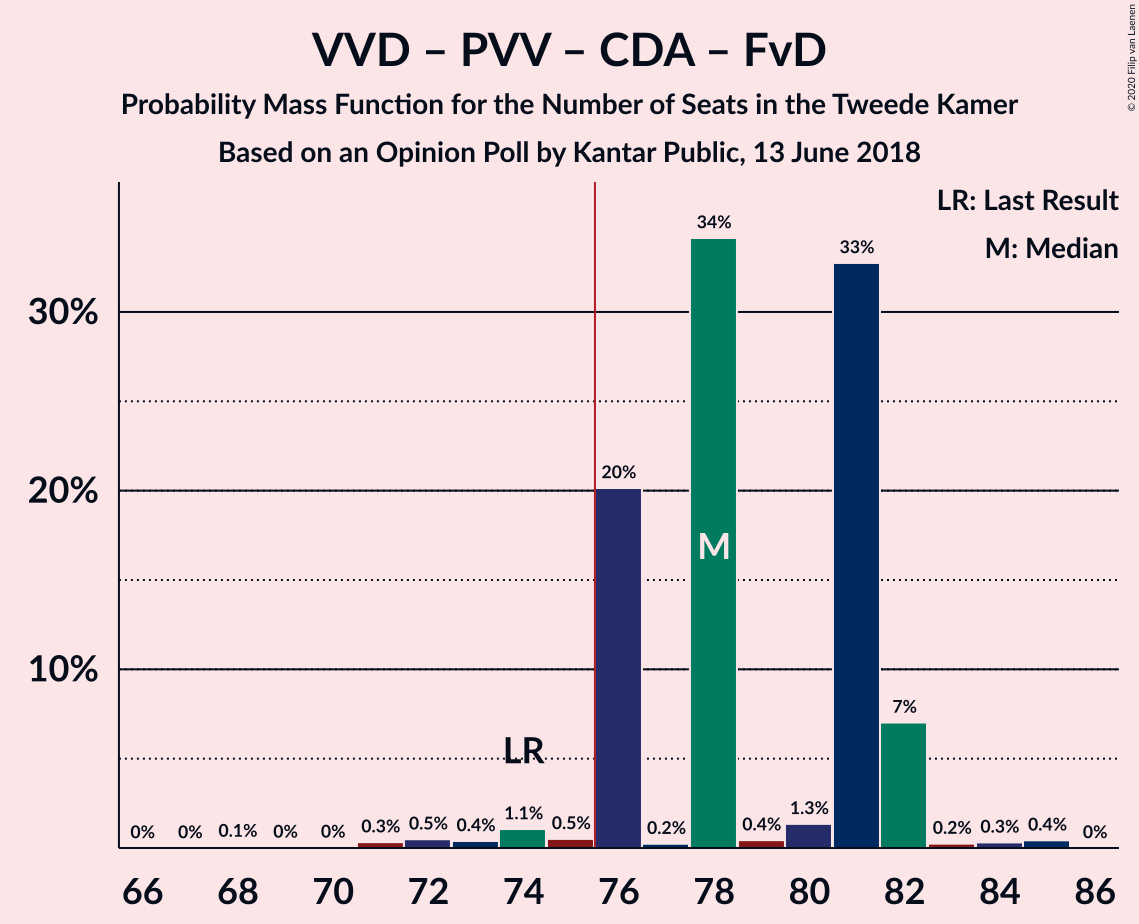 VVD – PVV – CDA – FvD
Probability Mass Function for the Number of Seats in the Tweede Kamer
Based on an Opinion Poll by Kantar Public, 13 June 2018
© 2020 Filip van Laenen
LR: Last Result
M: Median
34%
33%
30%
20%
20%
M
10%
7%
LR
0% 0% 0.1% 0% 0% 0.3% 0.5% 0.4% 1.1% 0.5% 0.2% 0.4% 1.3% 0.2% 0.3% 0.4% 0%
66 68 70 72 74 76 78 80 82 84 86